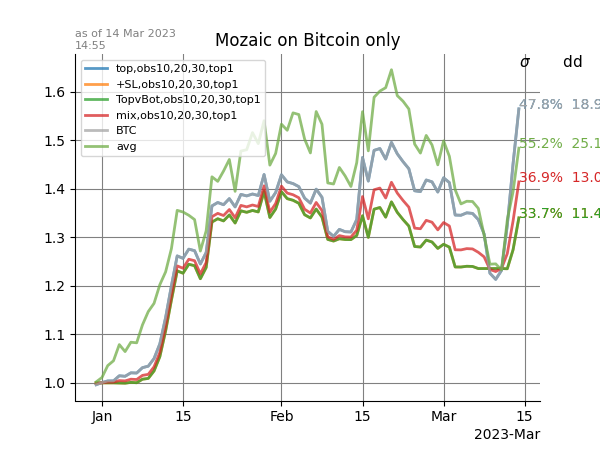 as of 14 Mar 2023
14:55
Mozaic on Bitcoin only
σ dd
top,obs10,20,30,top1
+SL,obs10,20,30,top1
TopvBot,obs10,20,30,top1
mix,obs10,20,30,top1
BTC
avg
47.8% 18.9
55.2% 25.1
36.9% 13.0
33.7% 11.4
1.6
1.5
1.4
1.3
1.2
1.1
1.0
Jan 15 Feb 15 Mar 15
2023-Mar